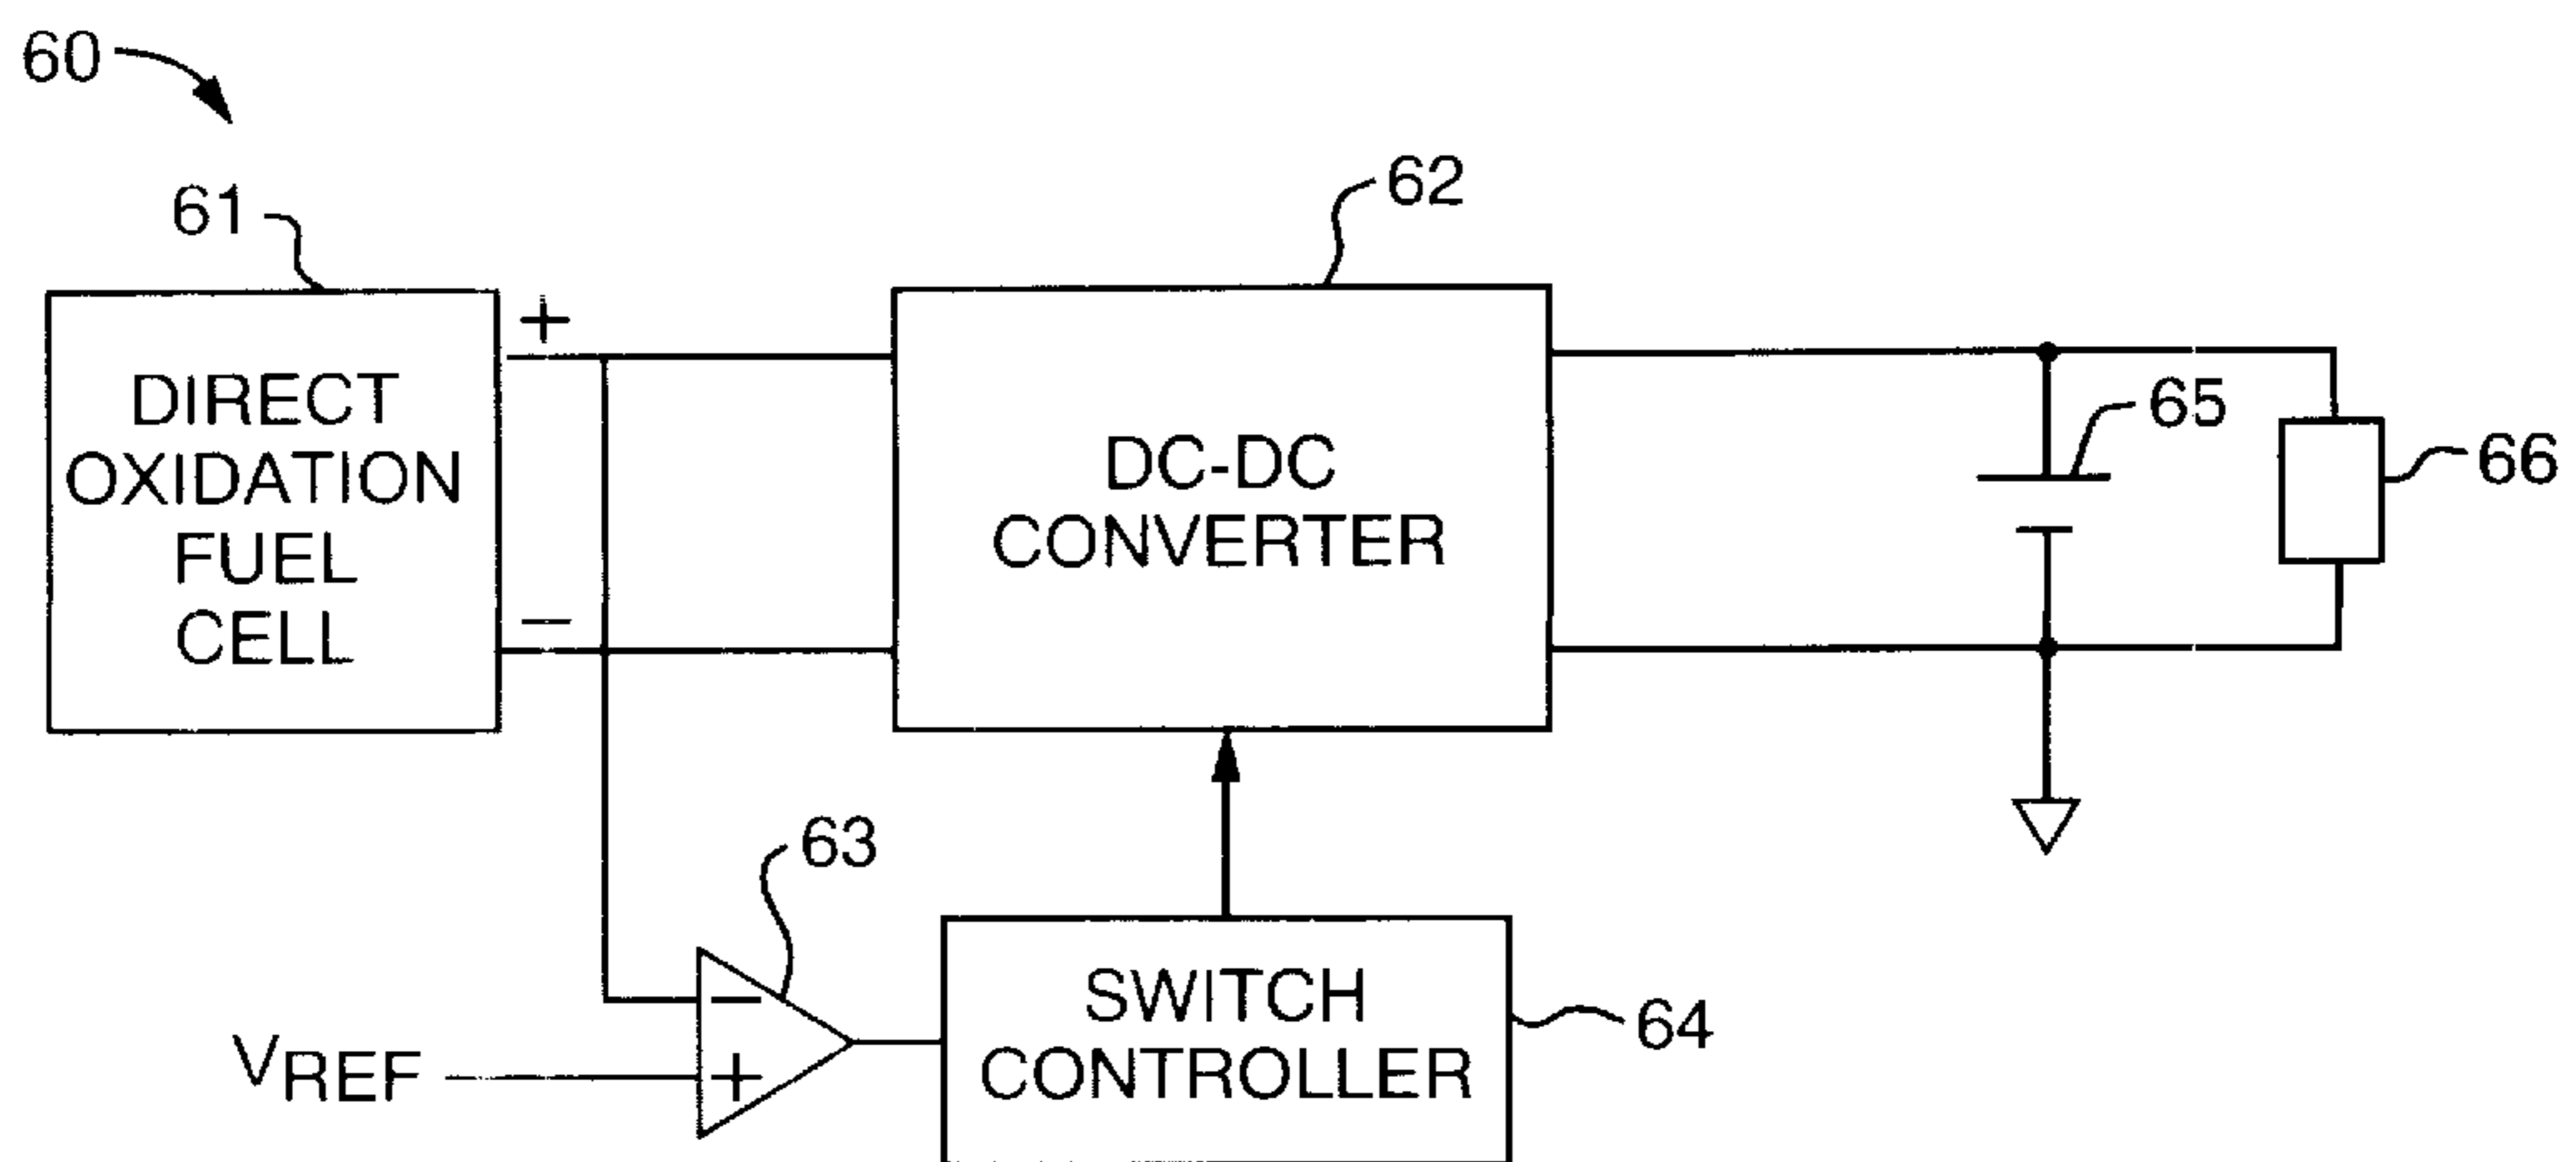 60
61
62
+
DIRECT
OXIDATION
FUEL
CELL
−
DC-DC
CONVERTER
65
66
63
−
VREF
+
SWITCH
CONTROLLER
64